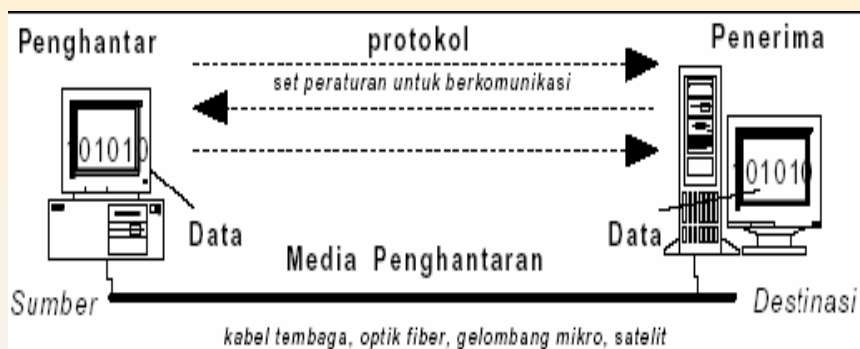 Penghantar
protokol
Penerima
set peraturan untuk berkomunikasi
101010
101010
Data
Data
Media Penghantaran
Sumber
Destinasi
kabel tembaga, optik fiber, gelombang mikro, satelit